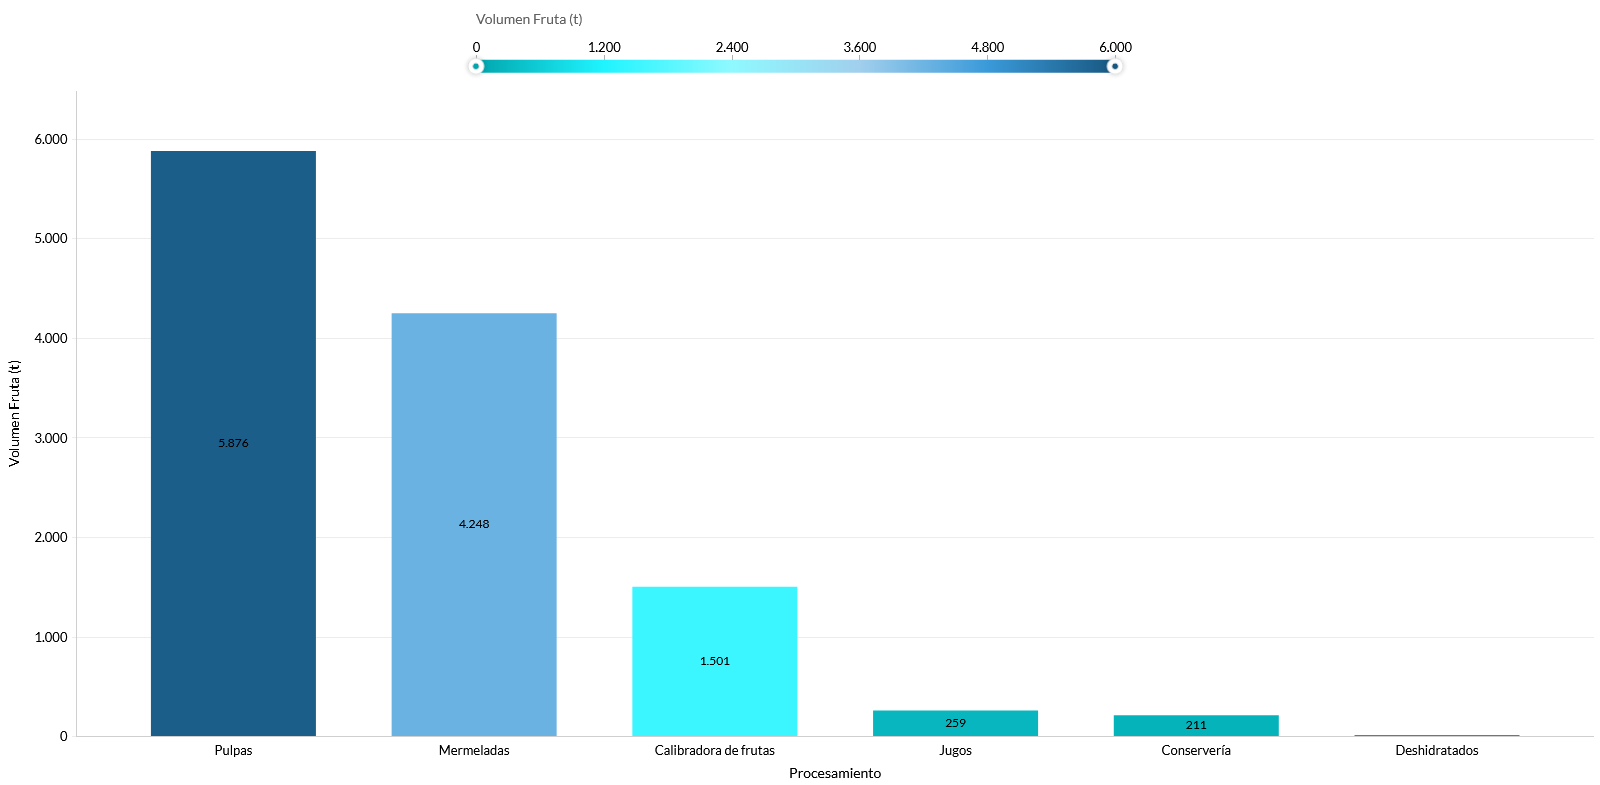 Volumen Fruta (t)
0 1.200 2.400 3.600 4.800 6.000
6.000
5.000
4.000
3.000
2.000
1.000
0
Volumen Fruta (t)
5.876
4.248
1.501
259
211
Pulpas Mermeladas Calibradora de frutas Jugos Conservería Deshidratados
Procesamiento